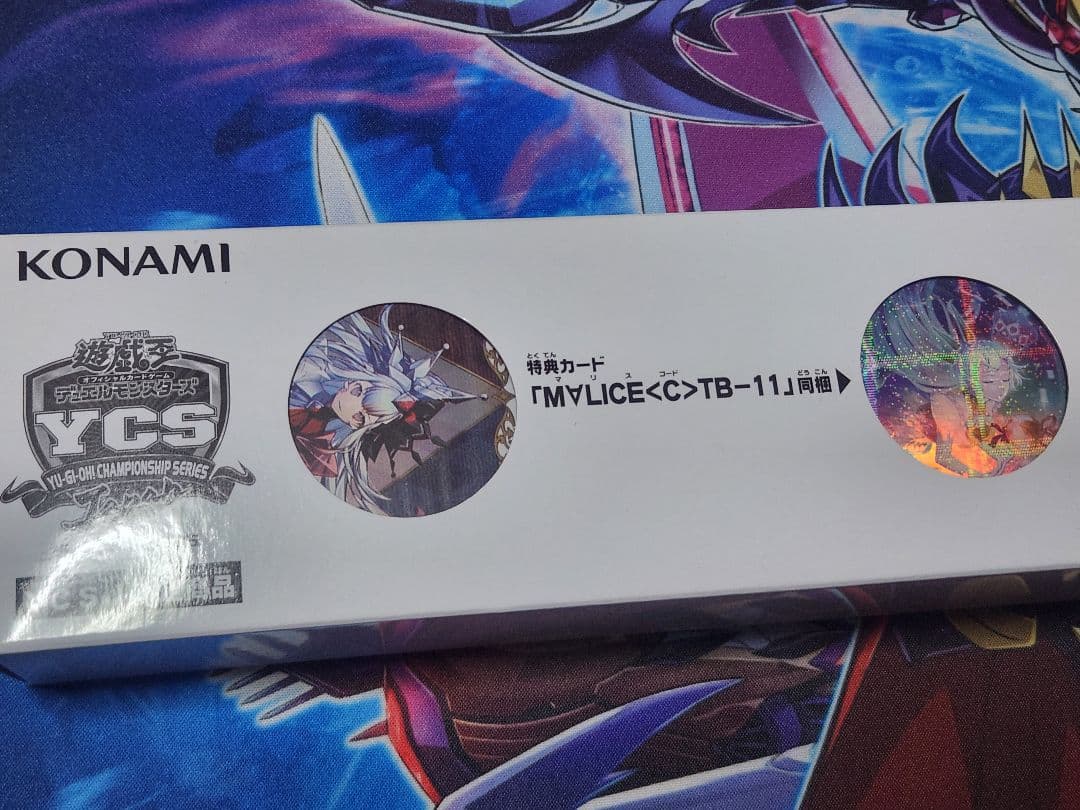 KONAMI
遊戯王
オフィシャルカードゲーム
デュエルモンスターズ
YCS
YU-GI-OH! CHAMPIONSHIP SERIES
とくてん
特典カード
マリス コード どうこん
「M∀LICE<C>TB-11」同梱▶
品